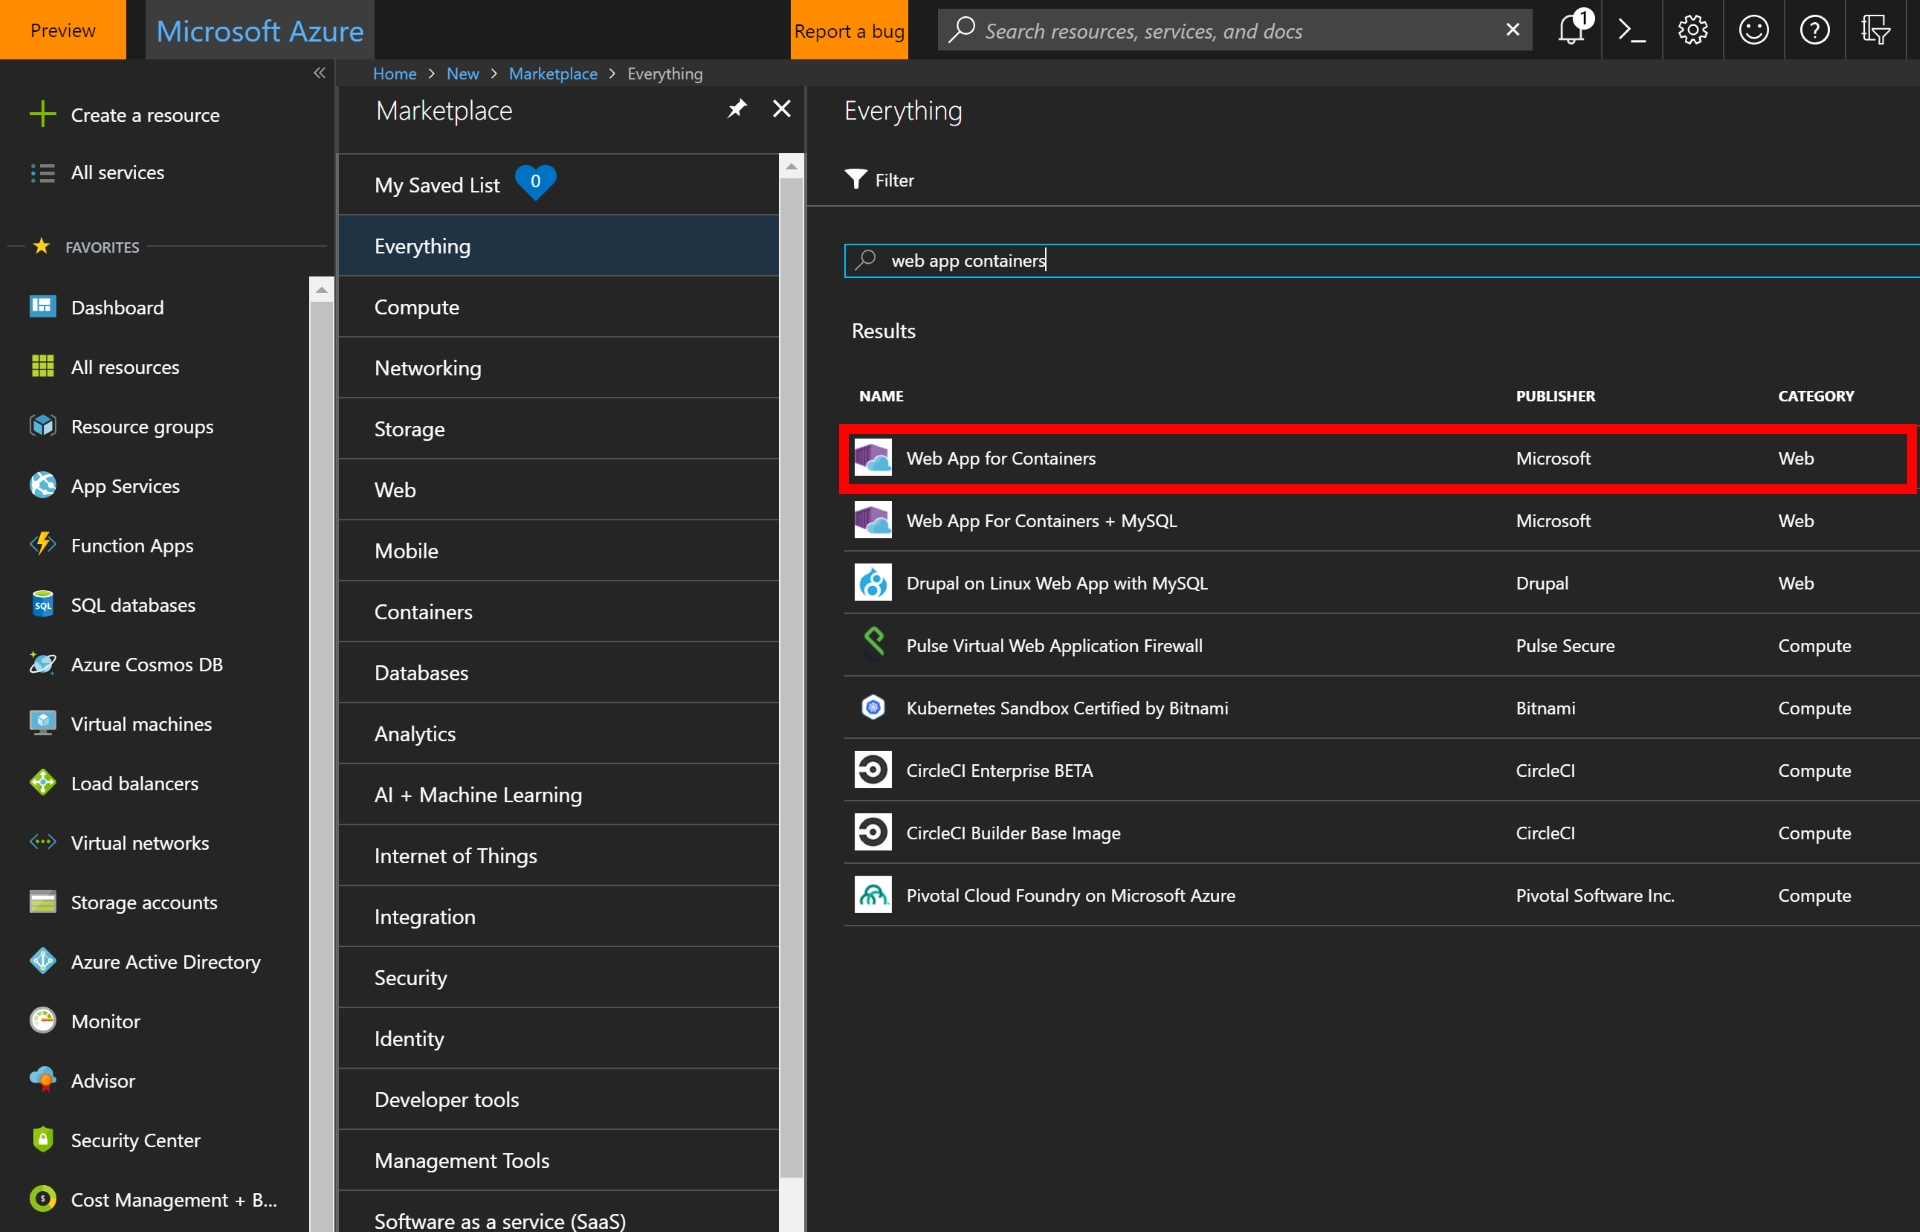 Preview
Microsoft Azure
Report a bug
Search resources, services, and docs
1
Home > New > Marketplace > Everything
Create a resource
All services
FAVORITES
Dashboard
All resources
Resource groups
App Services
Function Apps
SQL databases
Azure Cosmos DB
Virtual machines
Load balancers
Virtual networks
Storage accounts
Azure Active Directory
Monitor
Advisor
Security Center
Cost Management + B...
Marketplace
My Saved List 0
Everything
Compute
Networking
Storage
Web
Mobile
Containers
Databases
Analytics
AI + Machine Learning
Internet of Things
Integration
Security
Identity
Developer tools
Management Tools
Software as a service (SaaS)
Everything
Filter
web app containers
Results
NAME PUBLISHER CATEGORY
Web App for Containers Microsoft Web
Web App For Containers + MySQL Microsoft Web
Drupal on Linux Web App with MySQL Drupal Web
Pulse Virtual Web Application Firewall Pulse Secure Compute
Kubernetes Sandbox Certified by Bitnami Bitnami Compute
CircleCI Enterprise BETA CircleCI Compute
CircleCI Builder Base Image CircleCI Compute
Pivotal Cloud Foundry on Microsoft Azure Pivotal Software Inc. Compute